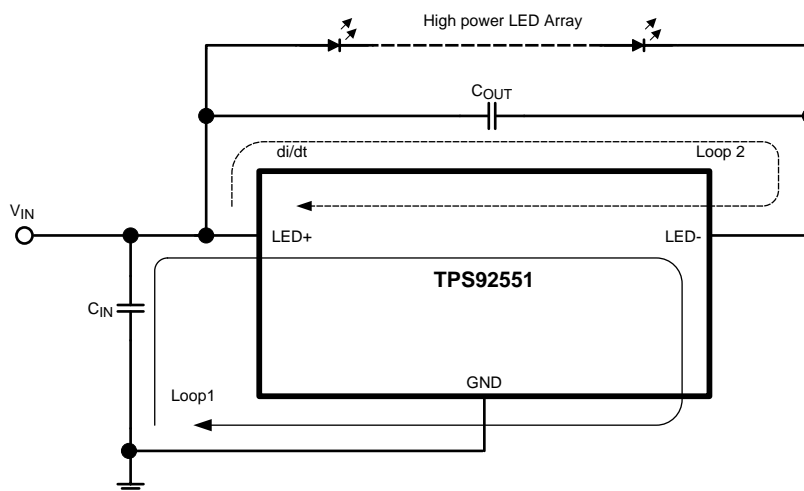 High power LED Array
COUT
di/dt
Loop 2
VIN
LED+
LED-
TPS92551
CIN
GND
Loop1